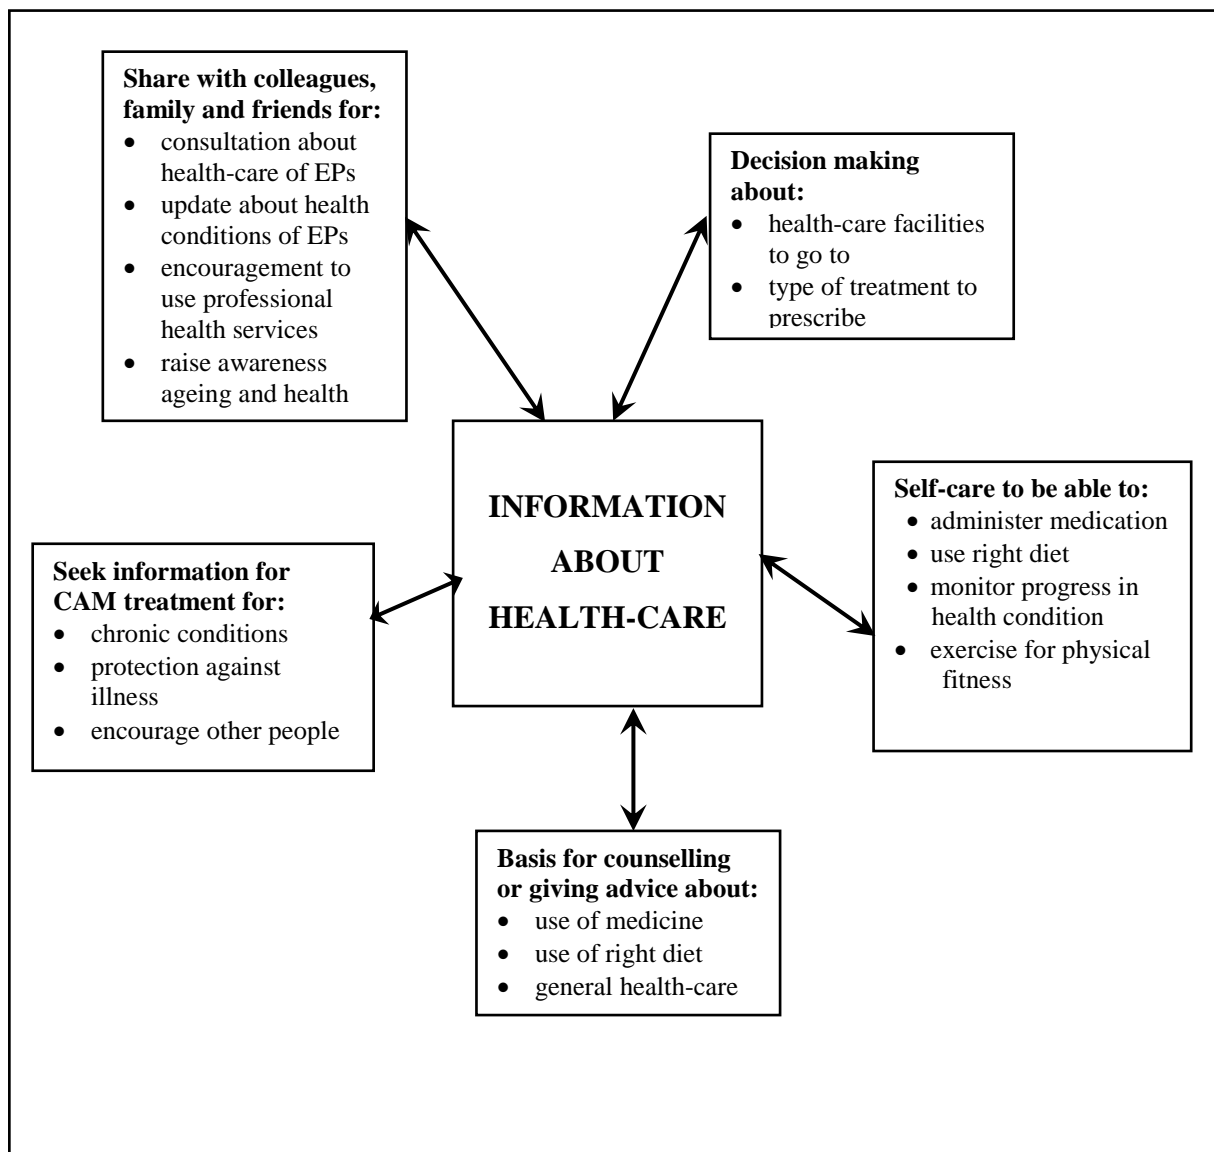 Share with colleagues,
family and friends for:
• consultation about
health-care of EPs
• update about health
conditions of EPs
• encouragement to
use professional
health services
• raise awareness
ageing and health
Decision making
about:
• health-care facilities
to go to
• type of treatment to
prescribe
INFORMATION
ABOUT
HEALTH-CARE
Self-care to be able to:
• administer medication
• use right diet
• monitor progress in
health condition
• exercise for physical
fitness
Seek information for
CAM treatment for:
• chronic conditions
• protection against
illness
• encourage other people
Basis for counselling
or giving advice about:
• use of medicine
• use of right diet
• general health-care